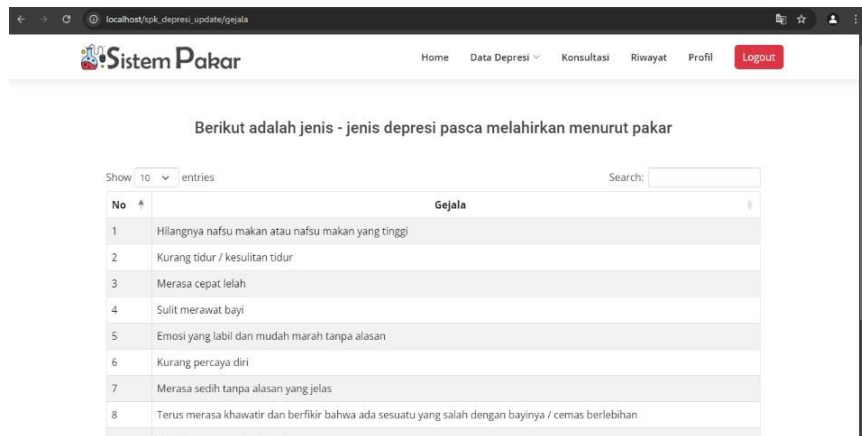 localhost/spk_depresi_update/gejala
Sistem Pakar
Home Data Depresi Konsultasi Riwayat Profil Logout
Berikut adalah jenis - jenis depresi pasca melahirkan menurut pakar
Show 10 entries Search:
No Gejala
1 Hilangnya nafsu makan atau nafsu makan yang tinggi
2 Kurang tidur / kesulitan tidur
3 Merasa cepat lelah
4 Sulit merawat bayi
5 Emosi yang labil dan mudah marah tanpa alasan
6 Kurang percaya diri
7 Merasa sedih tanpa alasan yang jelas
8 Terus merasa khawatir dan berfikir bahwa ada sesuatu yang salah dengan bayinya / cemas berlebihan